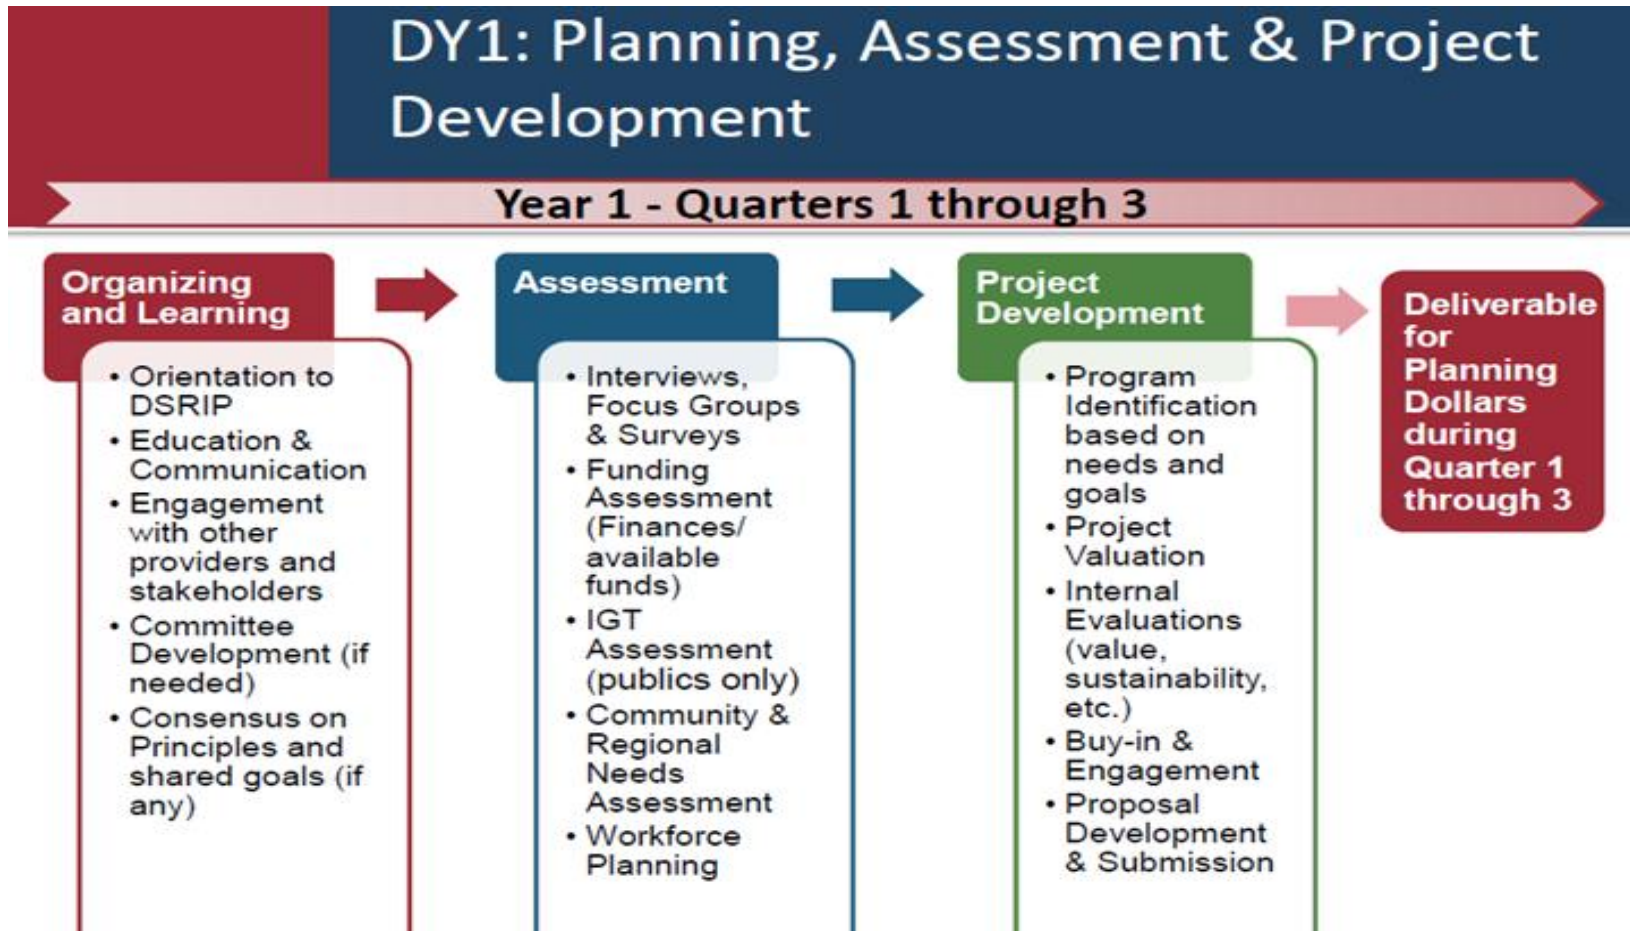 DY1: Planning, Assessment & Project
Development
Year 1 - Quarters 1 through 3
Organizing
and Learning
• Orientation to
DSRIP
• Education &
Communication
• Engagement
with other
providers and
stakeholders
• Committee
Development (if
needed)
• Consensus on
Principles and
shared goals (if
any)
Assessment
• Interviews,
Focus Groups
& Surveys
• Funding
Assessment
(Finances/
available
funds)
• IGT
Assessment
(publics only)
• Community &
Regional
Needs
Assessment
• Workforce
Planning
Project
Development
• Program
Identification
based on
needs and
goals
• Project
Valuation
• Internal
Evaluations
(value,
sustainability,
etc.)
• Buy-in &
Engagement
• Proposal
Development
& Submission
Deliverable
for
Planning
Dollars
during
Quarter 1
through 3